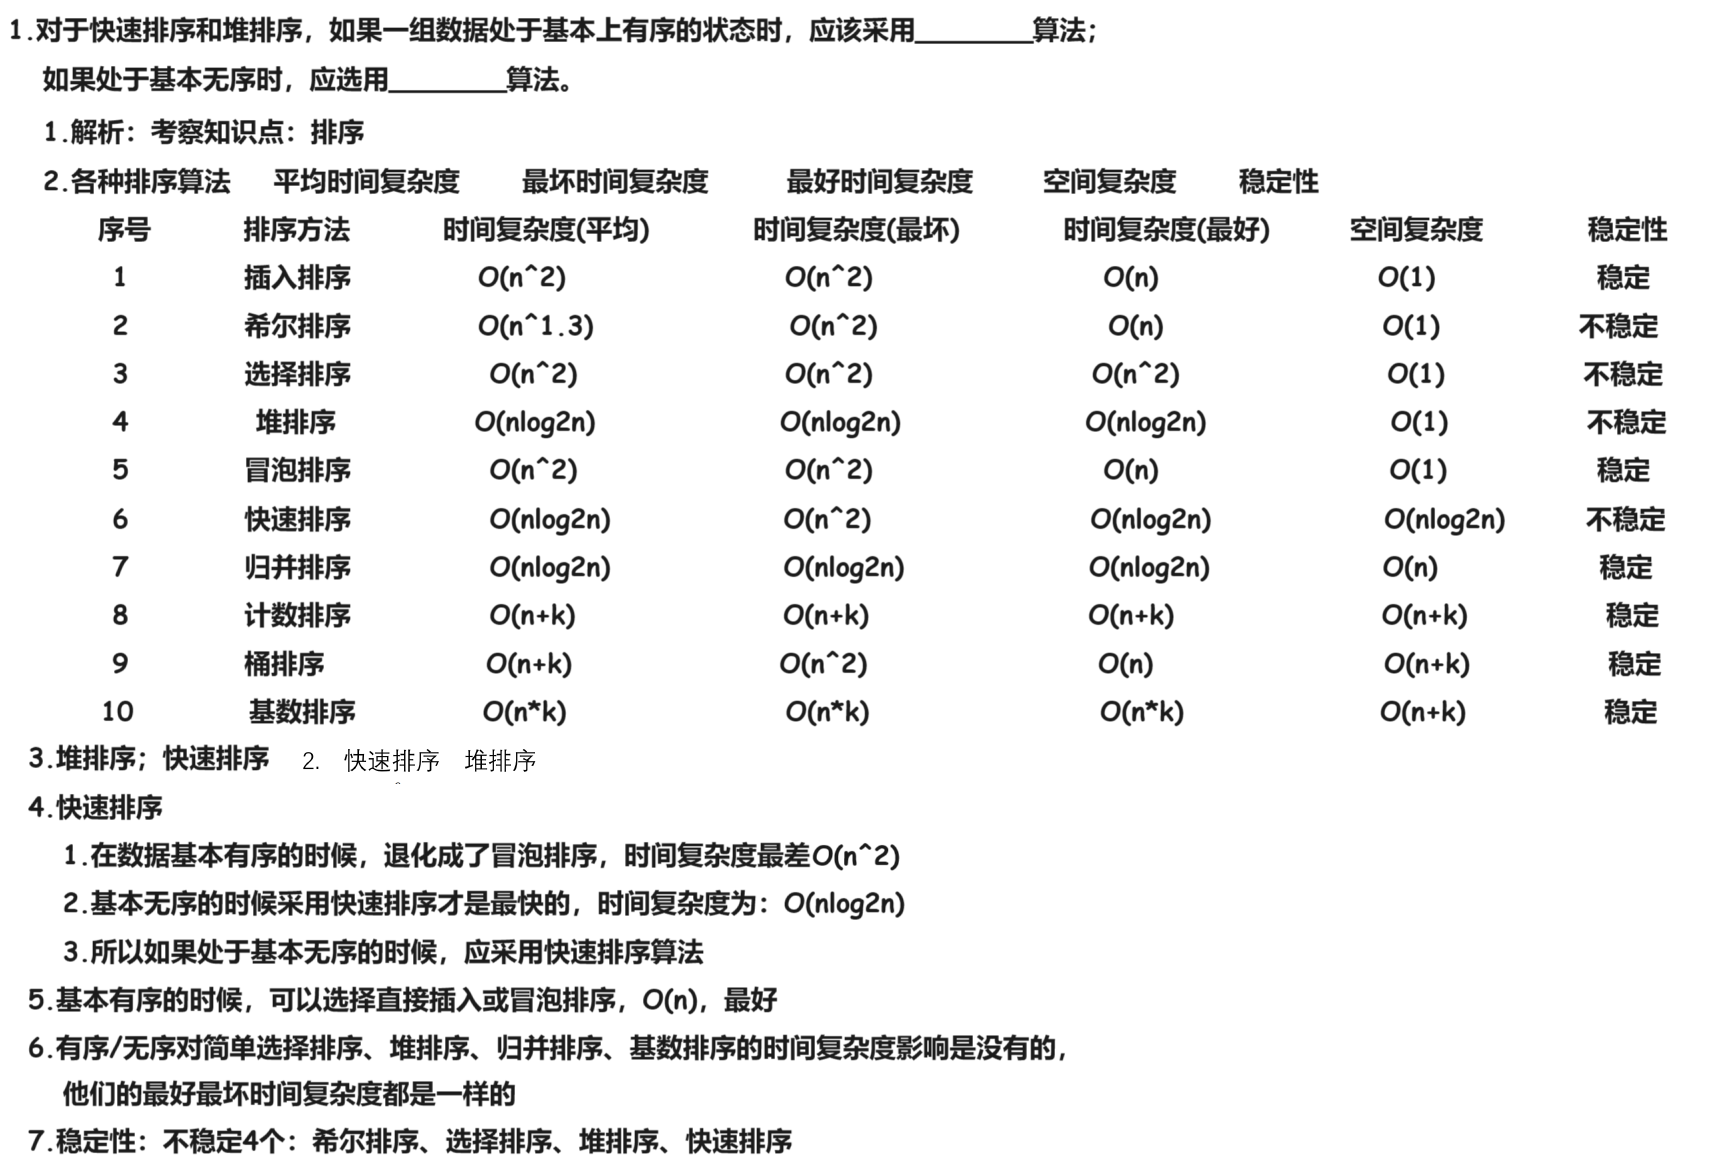 1.对于快速排序和堆排序，如果一组数据处于基本上有序的状态时，应该采用________算法；
如果处于基本无序时，应选用________算法。
1.解析：考察知识点：排序
2.各种排序算法 平均时间复杂度 最坏时间复杂度 最好时间复杂度 空间复杂度 稳定性
序号 排序方法 时间复杂度(平均) 时间复杂度(最坏) 时间复杂度(最好) 空间复杂度 稳定性
1 插入排序 O(n^2) O(n^2) O(n) O(1) 稳定
2 希尔排序 O(n^1.3) O(n^2) O(n) O(1) 不稳定
3 选择排序 O(n^2) O(n^2) O(n^2) O(1) 不稳定
4 堆排序 O(nlog2n) O(nlog2n) O(nlog2n) O(1) 不稳定
5 冒泡排序 O(n^2) O(n^2) O(n) O(1) 稳定
6 快速排序 O(nlog2n) O(n^2) O(nlog2n) O(nlog2n) 不稳定
7 归并排序 O(nlog2n) O(nlog2n) O(nlog2n) O(n) 稳定
8 计数排序 O(n+k) O(n+k) O(n+k) O(n+k) 稳定
9 桶排序 O(n+k) O(n^2) O(n) O(n+k) 稳定
10 基数排序 O(n*k) O(n*k) O(n*k) O(n+k) 稳定
3.堆排序；快速排序 2. 快速排序 堆排序
4.快速排序
1.在数据基本有序的时候，退化成了冒泡排序，时间复杂度最差O(n^2)
2.基本无序的时候采用快速排序才是最快的，时间复杂度为：O(nlog2n)
3.所以如果处于基本无序的时候，应采用快速排序算法
5.基本有序的时候，可以选择直接插入或冒泡排序，O(n)，最好
6.有序/无序对简单选择排序、堆排序、归并排序、基数排序的时间复杂度影响是没有的，
他们的最好最坏时间复杂度都是一样的
7.稳定性：不稳定4个：希尔排序、选择排序、堆排序、快速排序